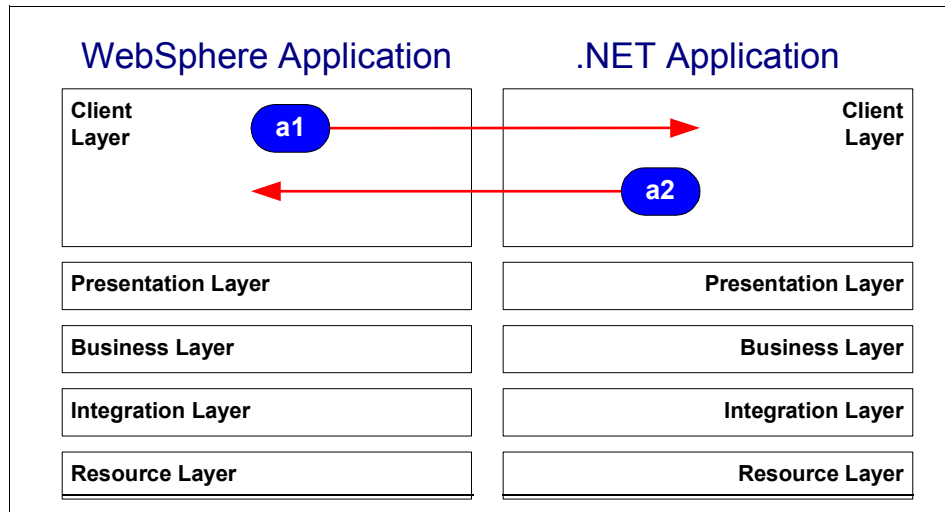 WebSphere Application
.NET Application
Client
Layer
a1
Client
Layer
a2
Presentation Layer
Presentation Layer
Business Layer
Business Layer
Integration Layer
Integration Layer
Resource Layer
Resource Layer